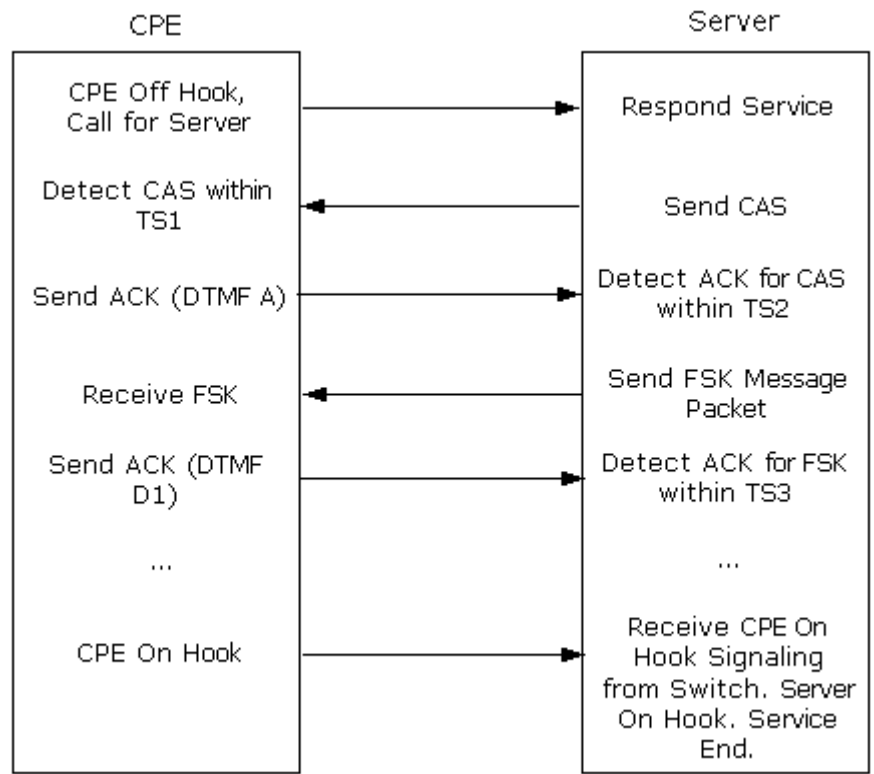 CPE
Server
CPE Off Hook,
Call for Server
Respond Service
Detect CAS within
TS1
Send CAS
Send ACK (DTMF A)
Detect ACK for CAS
within TS2
Receive FSK
Send FSK Message
Packet
Send ACK (DTMF
D1)
Detect ACK for FSK
within TS3
...
...
CPE On Hook
Receive CPE On
Hook Signaling
from Switch. Server
On Hook. Service
End.